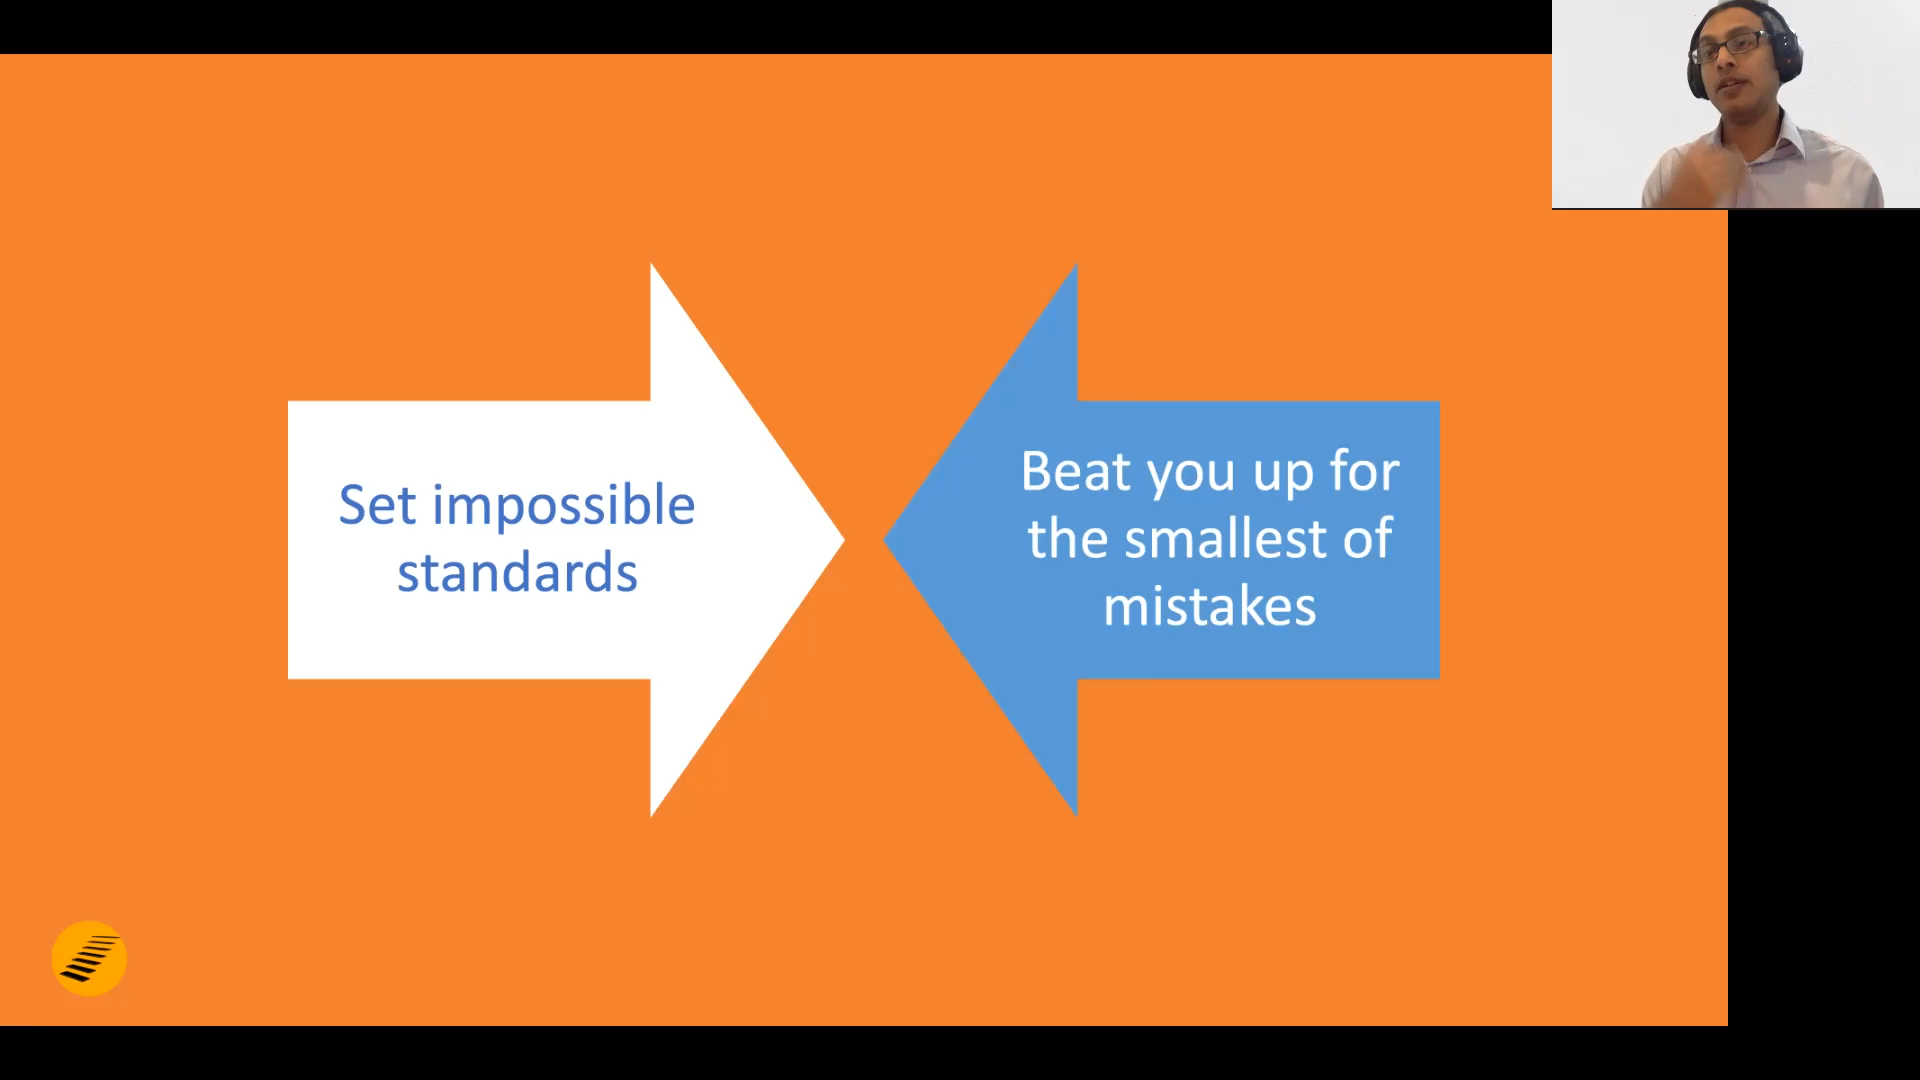 Set impossible
standards
Beat you up for
the smallest of
mistakes